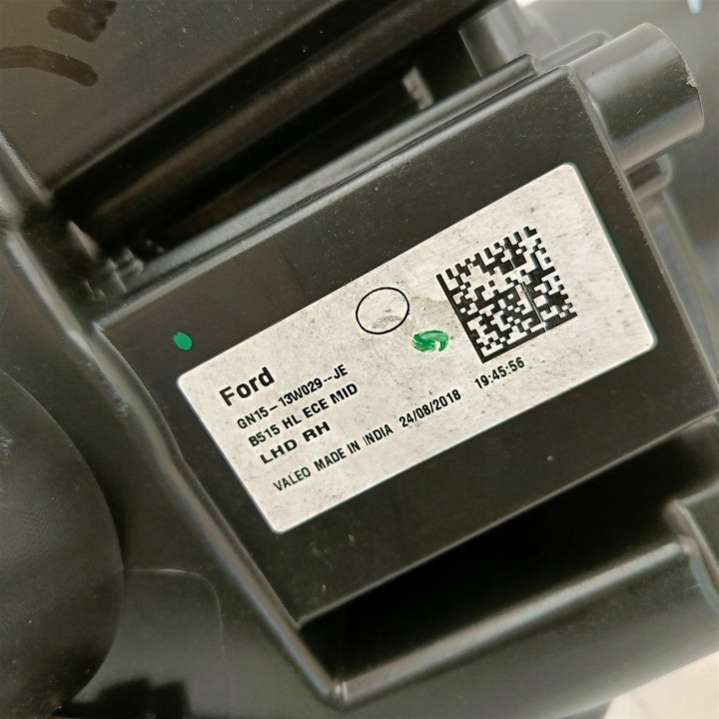 Ford
GN15-13W029--JE
B515 HL ECE MID
LHD RH
VALEO MADE IN INDIA 24/08/2018 19:45:56